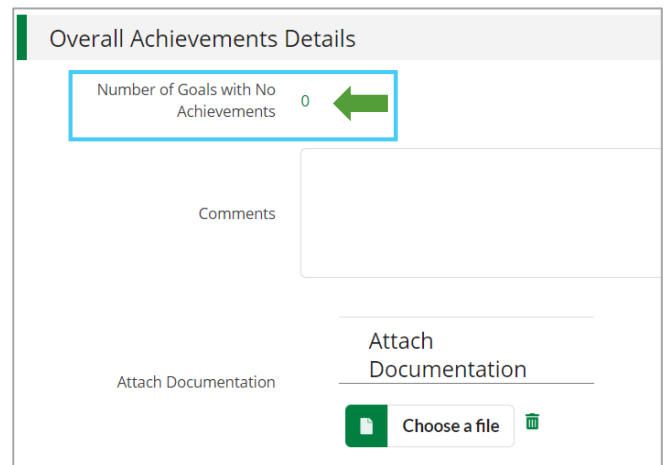 Overall Achievements Details
Number of Goals with No
Achievements
0
Comments
Attach
Documentation
Attach Documentation
Choose a file